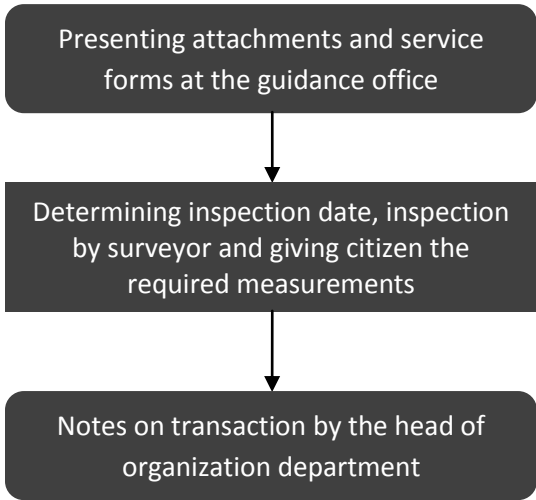 Presenting attachments and service
forms at the guidance office
Determining inspection date, inspection
by surveyor and giving citizen the
required measurements
Notes on transaction by the head of
organization department